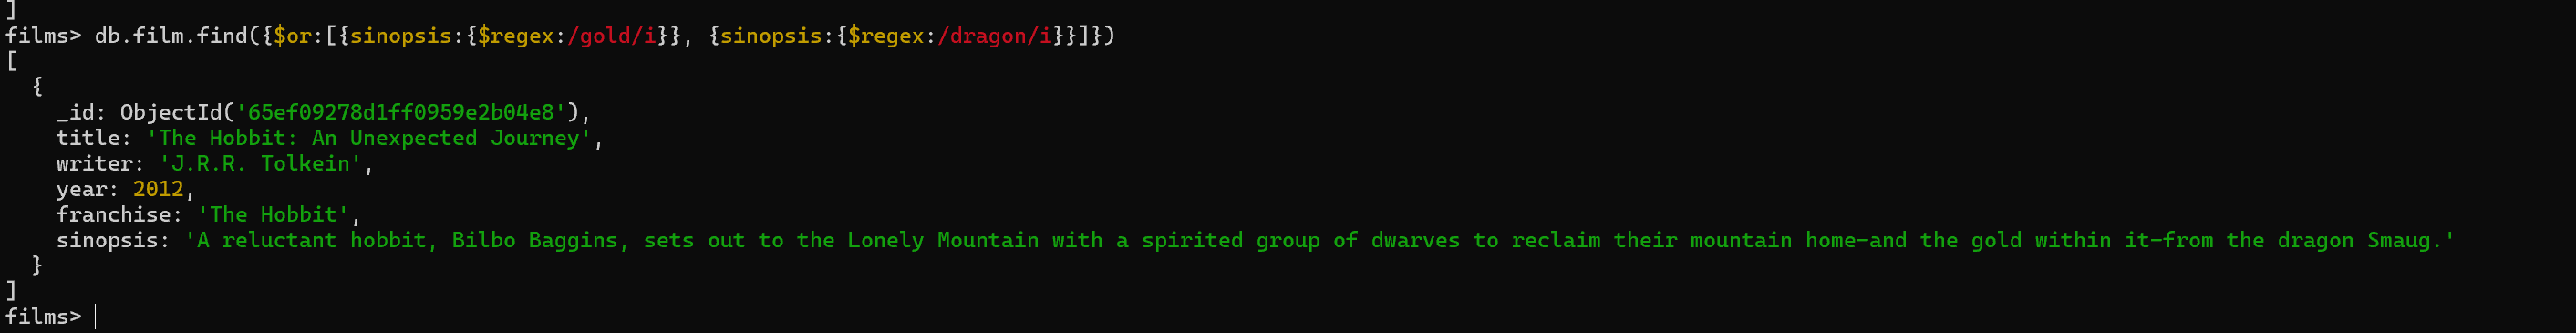 ]
films> db.film.find({$or:[{sinopsis:{$regex:/gold/i}}, {sinopsis:{$regex:/dragon/i}}]})
[
  {
    _id: ObjectId('65ef09278d1ff0959e2b04e8'),
    title: 'The Hobbit: An Unexpected Journey',
    writer: 'J.R.R. Tolkein',
    year: 2012,
    franchise: 'The Hobbit',
    sinopsis: 'A reluctant hobbit, Bilbo Baggins, sets out to the Lonely Mountain with a spirited group of dwarves to reclaim their mountain home-and the gold within it-from the dragon Smaug.'
  }
]
films>